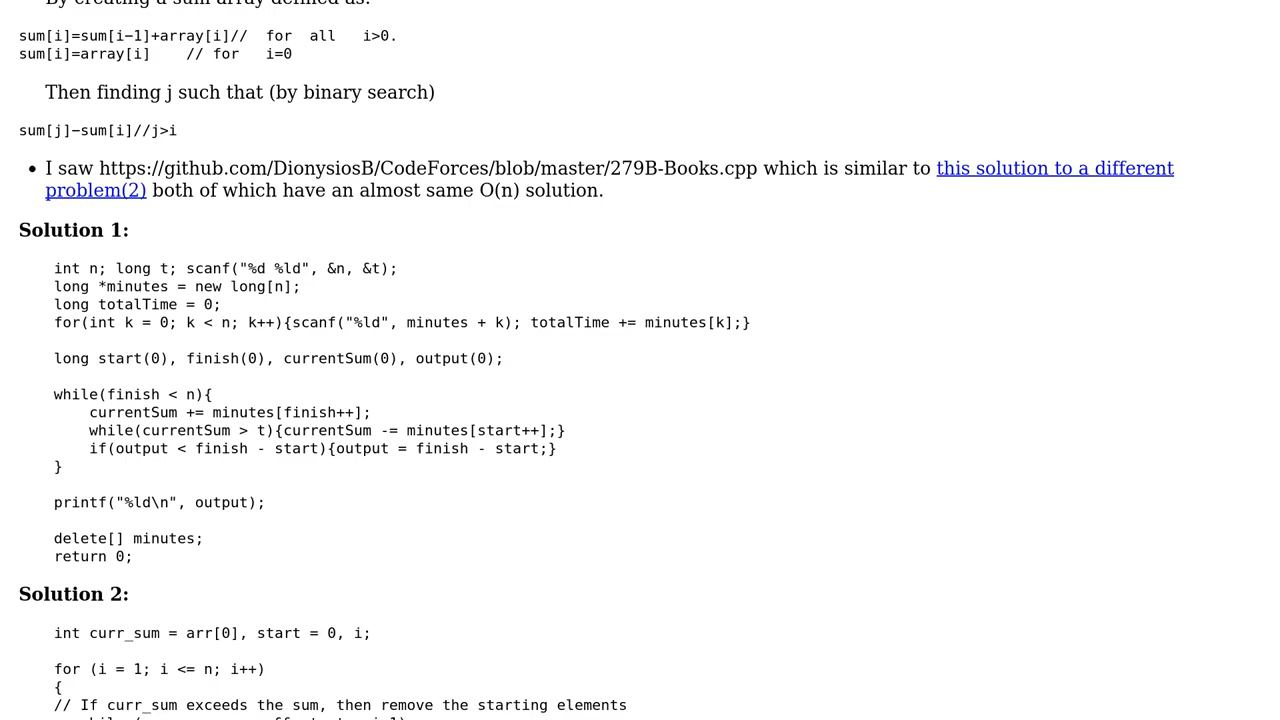 By creating a sum array defined as:
sum[i]=sum[i−1]+array[i]//  for  all   i>0.
sum[i]=array[i]    // for   i=0
Then finding j such that (by binary search)
sum[j]−sum[i]//j>i
• I saw https://github.com/DionysiosB/CodeForces/blob/master/279B-Books.cpp which is similar to this solution to a different
problem(2) both of which have an almost same O(n) solution.
Solution 1:
int n; long t; scanf("%d %ld", &n, &t);
long *minutes = new long[n];
long totalTime = 0;
for(int k = 0; k < n; k++){scanf("%ld", minutes + k); totalTime += minutes[k];}
long start(0), finish(0), currentSum(0), output(0);
while(finish < n){
    currentSum += minutes[finish++];
    while(currentSum > t){currentSum -= minutes[start++];}
    if(output < finish - start){output = finish - start;}
}
printf("%ld\n", output);
delete[] minutes;
return 0;
Solution 2:
int curr_sum = arr[0], start = 0, i;
for (i = 1; i <= n; i++)
{
// If curr_sum exceeds the sum, then remove the starting elements